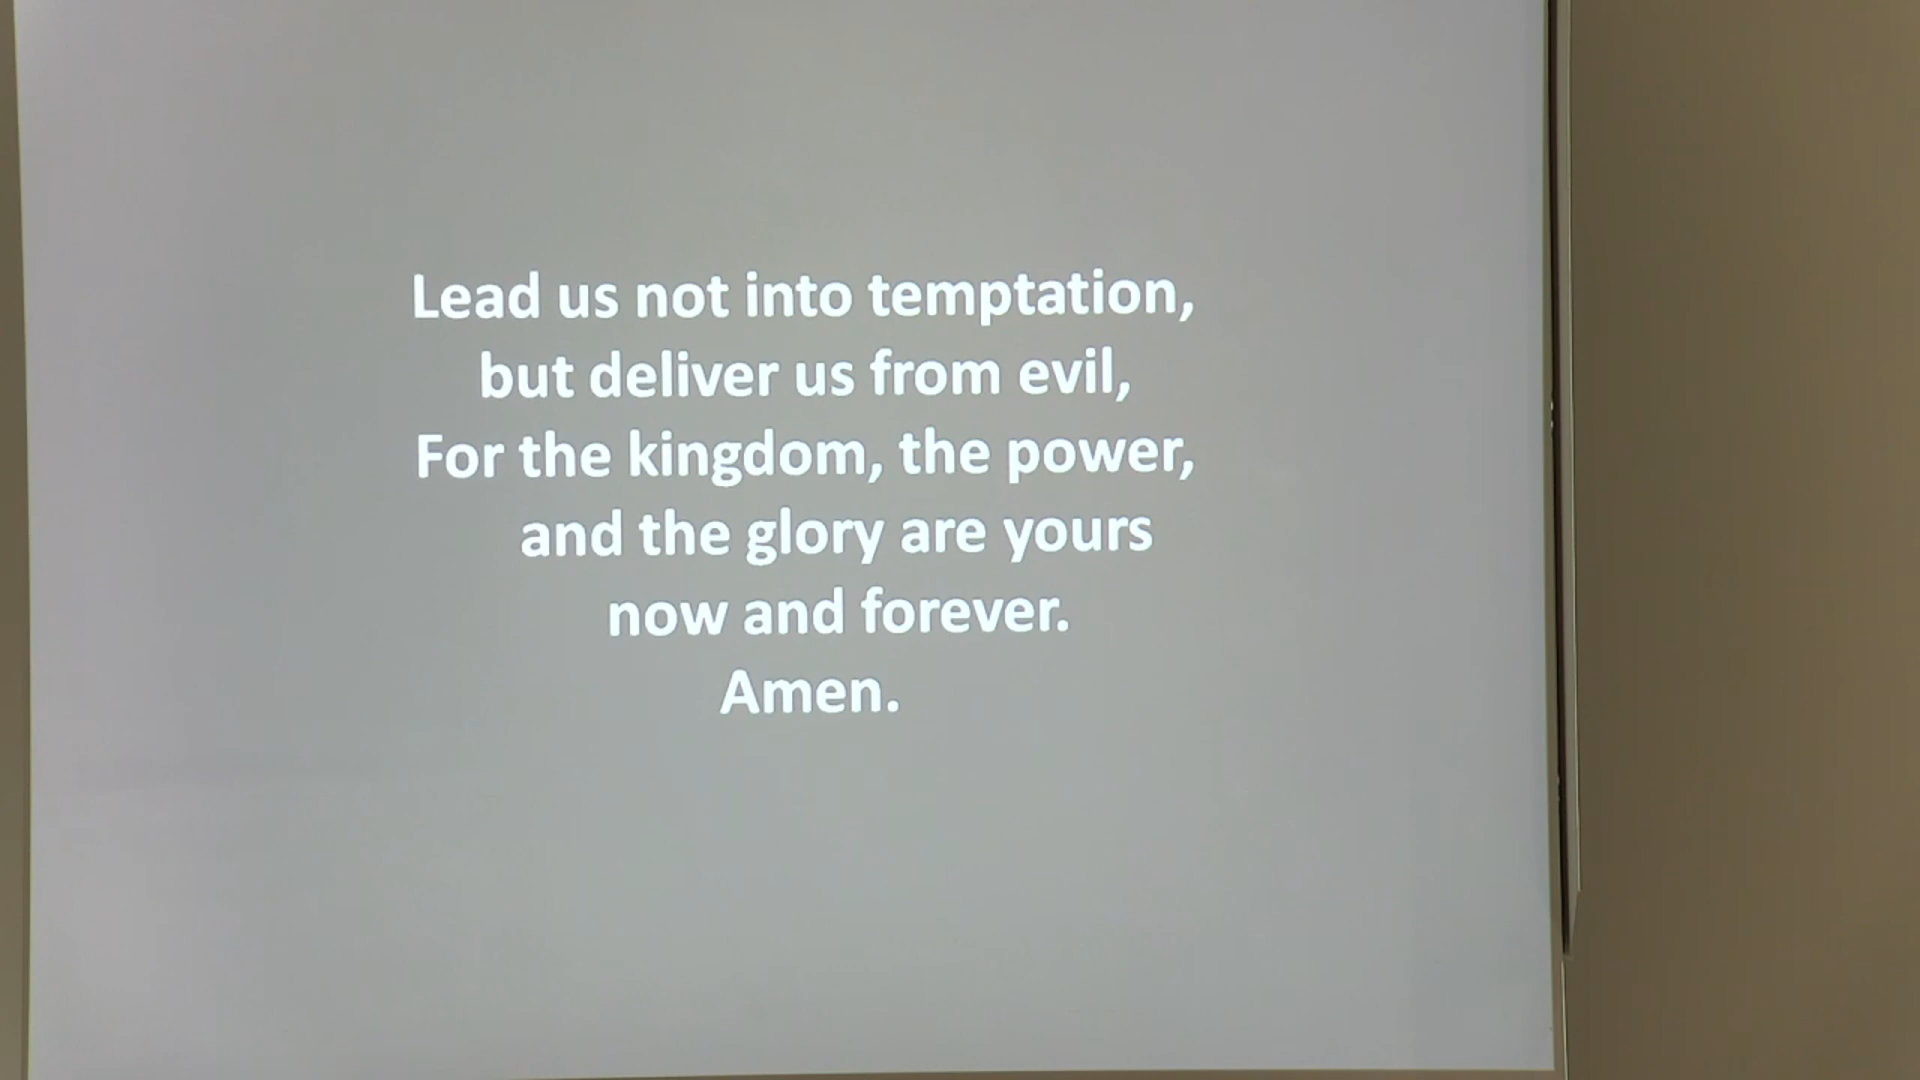 Lead us not into temptation,
but deliver us from evil,
For the kingdom, the power,
and the glory are yours
now and forever.
Amen.